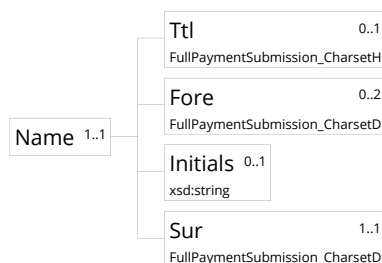 Ttl 0..1
FullPaymentSubmission_CharsetH
Fore 0..2
FullPaymentSubmission_CharsetD
Name 1..1
Initials 0..1
xsd:string
Sur 1..1
FullPaymentSubmission_CharsetD